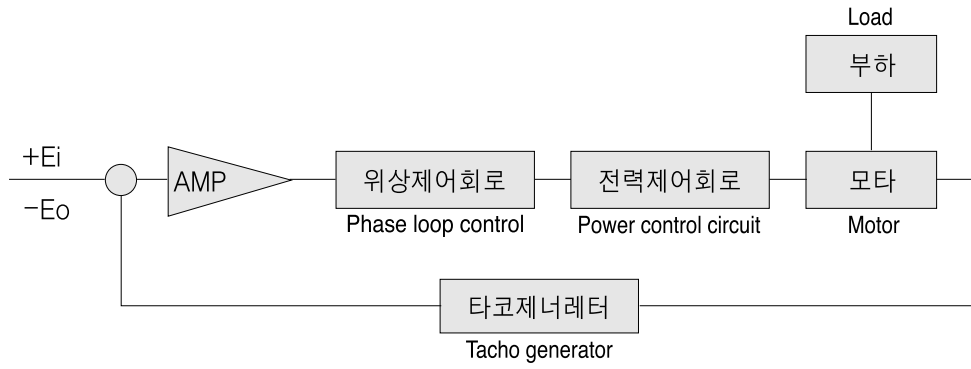 Load
부하
+Ei
−Eo
AMP
위상제어회로
Phase loop control
전력제어회로
Power control circuit
모타
Motor
타코제너레터
Tacho generator